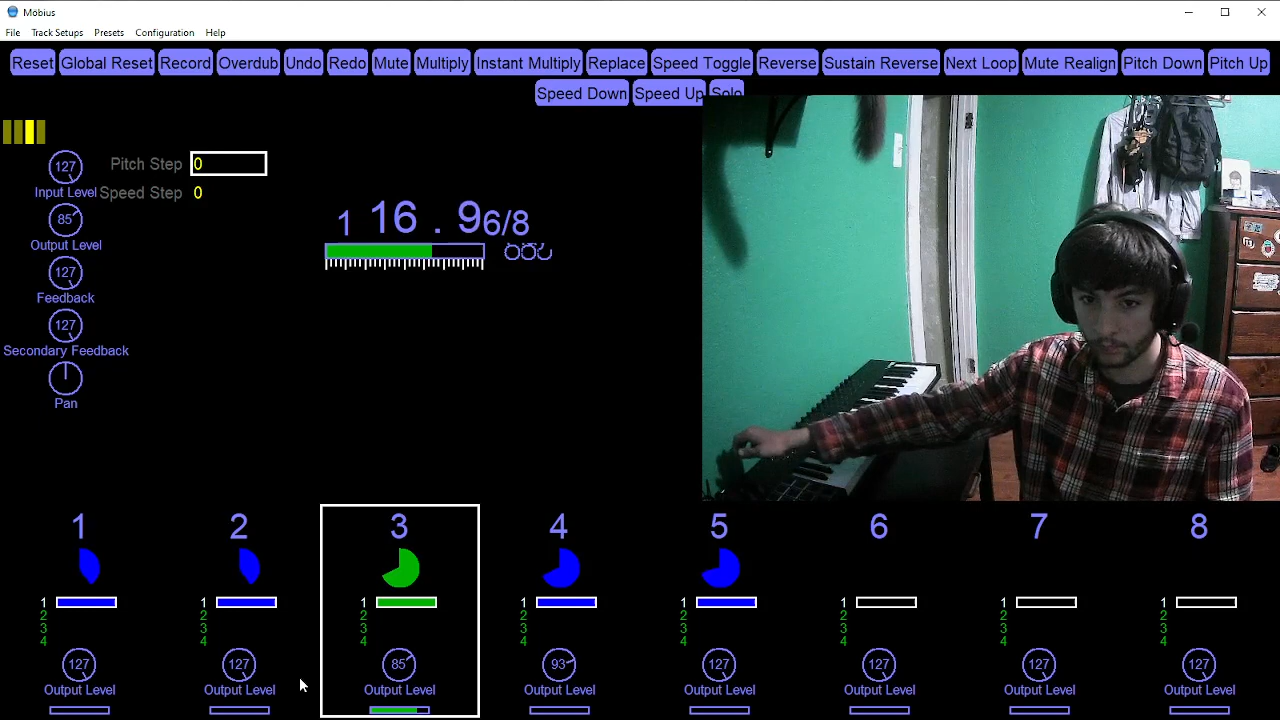 Möbius
File Track Setups Presets Configuration Help
Reset Global Reset Record Overdub Undo Redo Mute Multiply Instant Multiply Replace Speed Toggle Reverse Sustain Reverse Next Loop Mute Realign Pitch Down Pitch Up
Speed Down Speed Up Solo
127 Pitch Step 0
Input Level Speed Step 0
85
Output Level
127
Feedback
127
Secondary Feedback
Pan
1 16 . 9 6/8
1 2 3 4 5 6 7 8
1 1 1 1 1 1 1 1
2 2 2 2 2 2 2 2
3 3 3 3 3 3 3 3
4 4 4 4 4 4 4 4
127 127 85 93 127 127 127 127
Output Level Output Level Output Level Output Level Output Level Output Level Output Level Output Level